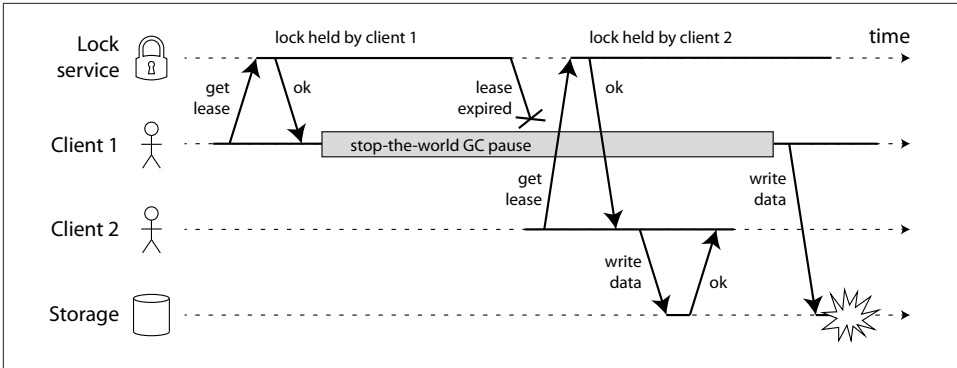 Lock
service
lock held by client 1
lock held by client 2
time
get
lease
ok
lease
expired
ok
Client 1
stop-the-world GC pause
get
lease
write
data
Client 2
write
data
ok
Storage